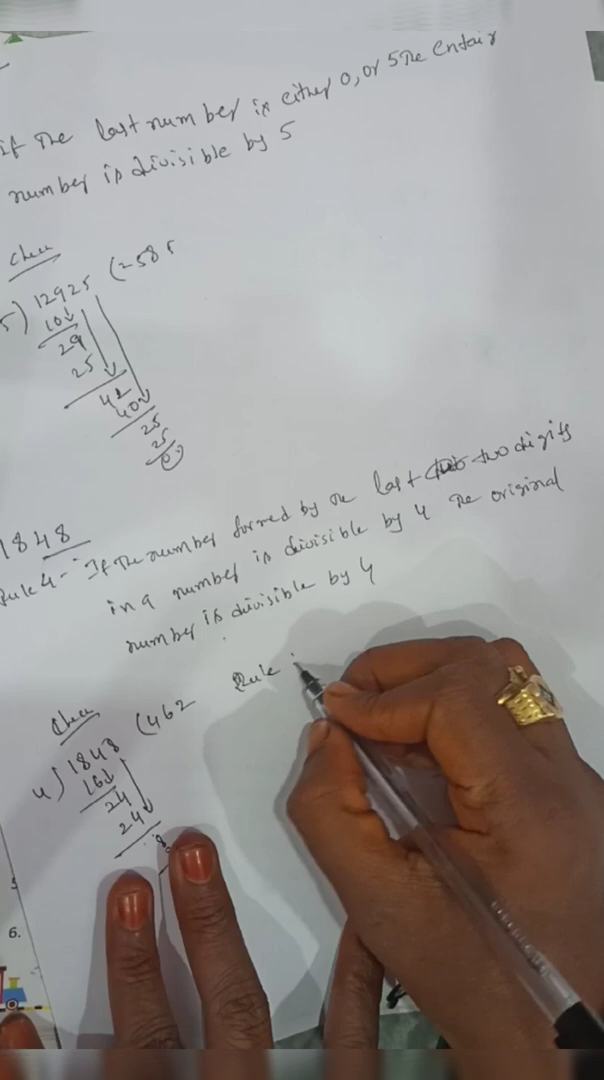 if The last number is either 0, or 5 The entair
number is divisible by 5
Check
5) 12925 (2585
10
29
25
42
40
25
25
0
1848
Rule 4 - If The number formed by the last two digits
in a number is divisible by 4 The original
number is divisible by 4
Check
Rule
4) 1848 (462
16
24
24
8
6.